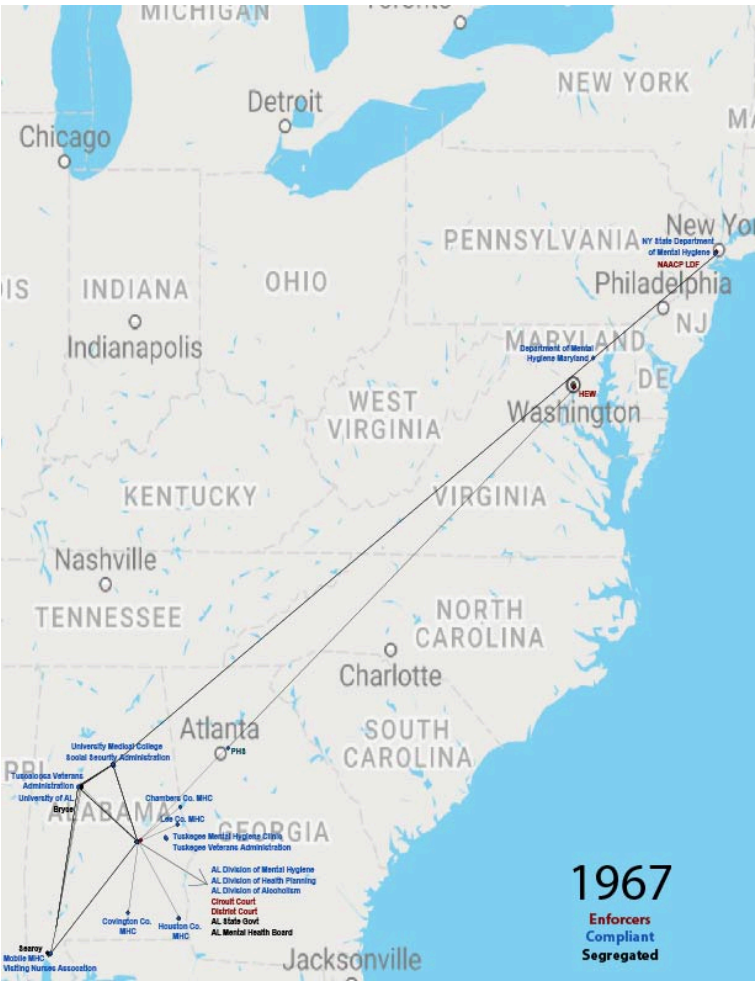 MICHIGAN
NEW YORK
Detroit
Chicago
New Yo
NY State Department
of Mental Hygiene
NAACP LDF
PENNSYLVANIA
Philadelphia
NJ
IS
INDIANA
OHIO
Indianapolis
MARYLAND
Department of Mental
Hygiene Maryland
DE
HEW
Washington
WEST
VIRGINIA
KENTUCKY
VIRGINIA
Nashville
TENNESSEE
NORTH
CAROLINA
Charlotte
Atlanta
PHS
SOUTH
CAROLINA
University Medical College
Social Security Administration
Tuscaloosa Veterans
Administration
University of AL
Bryce
ALABAMA
Chambers Co. MHC
Lee Co. MHC
GEORGIA
Tuskegee Mental Hygiene Clinic
Tuskegee Veterans Administration
AL Division of Mental Hygiene
AL Division of Health Planning
AL Division of Alcoholism
Circuit Court
District Court
AL State Govt
AL Mental Health Board
Covington Co.
MHC
Houston Co.
MHC
Searcy
Mobile MHC
Visiting Nurses Assocation
Jacksonville
1967
Enforcers
Compliant
Segregated